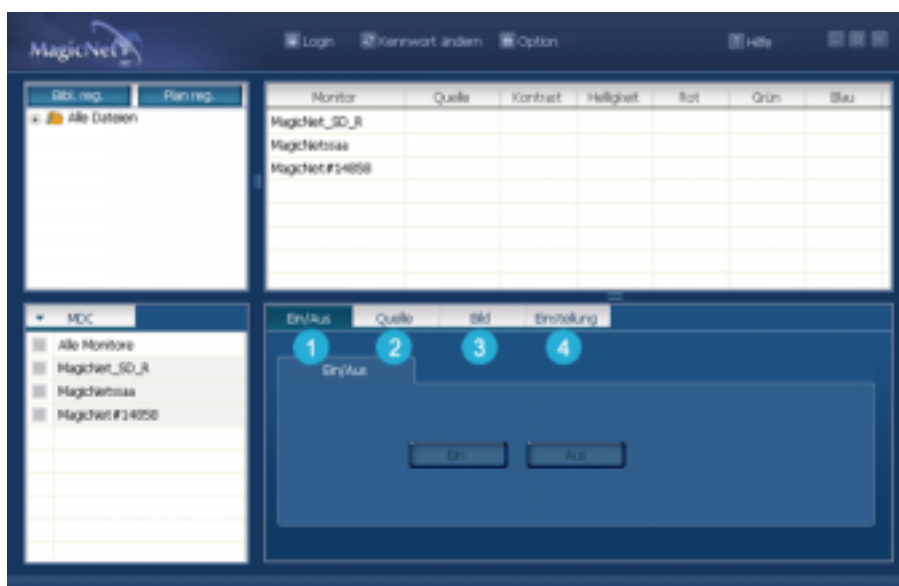 MagicNet
Login Kennwort ändern Option Hilfe
Bibl. reg. Plan reg.
Alle Dateien
Monitor Quelle Kontrast Helligkeit Rot Grün Blau
MagicNet_SD_R
MagicNetssaa
MagicNet#14858
MDC
Alle Monitore
MagicNet_SD_R
MagicNetssaa
MagicNet#14858
Ein/Aus Quelle Bild Einstellung
1 2 3 4
Ein/Aus
Ein Aus